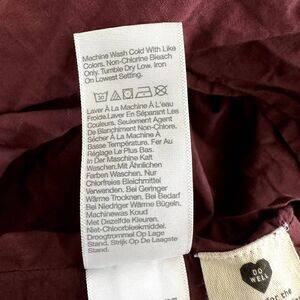 Machine Wash Cold With Like
Colors. Non-Chlorine Bleach
Only. Tumble Dry Low. Iron
On Lowest Setting.
Laver À La Machine À L'eau
Froide.Laver En Séparant Les
Couleurs. Seulement Agent
De Blanchiment Non-Chlore.
Sécher À La Machine À
Basse Température. Fer Au
Réglage Le Plus Bas.
In Der Maschine Kalt
Waschen.Mit Ähnlichen
Farben Waschen, Nur
Chlorfreies Bleichmittel
Verwenden. Bei Geringer
Wärme Trocknen. Bei Bedarf
Bei Niedriger Wärme Bügeln.
Machinewas Koud
Met Dezelfde Kleuren.
Niet-Chloorbleekmiddel.
Droogtrommel Op Lage
Stand. Strijk Op De Laagste
Stand.
DO
WELL
for the